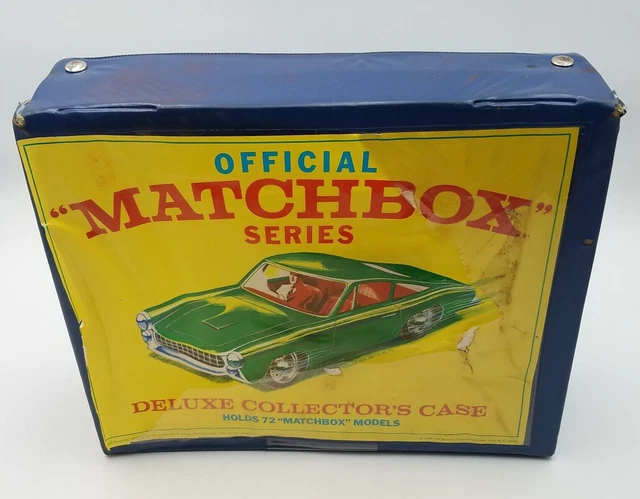 OFFICIAL
"MATCHBOX"
SERIES
DELUXE COLLECTOR'S CASE
HOLDS 72 "MATCHBOX" MODELS